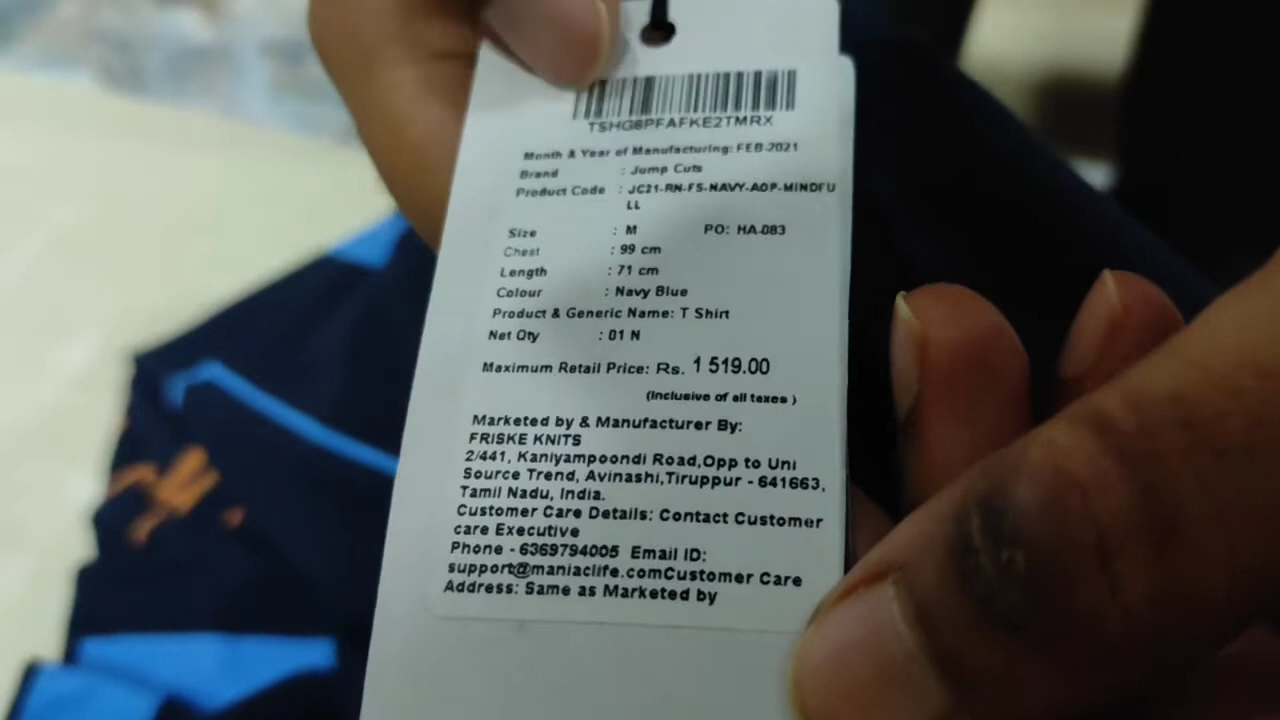 TSHG6PFAFKE2TMRX
Month & Year of Manufacturing: FEB-2021
Brand : Jump Cuts
Product Code : JC21-RN-FS-NAVY-AOP-MINDFU
LL
Size : M PO: HA-083
Chest : 99 cm
Length : 71 cm
Colour : Navy Blue
Product & Generic Name: T Shirt
Net Qty : 01 N
Maximum Retail Price: Rs. 1 519.00
(Inclusive of all taxes )
Marketed by & Manufacturer By:
FRISKE KNITS
2/441, Kaniyampoondi Road,Opp to Uni
Source Trend, Avinashi,Tiruppur - 641663,
Tamil Nadu, India.
Customer Care Details: Contact Customer
care Executive
Phone - 6369794005 Email ID:
support@maniaclife.comCustomer Care
Address: Same as Marketed by